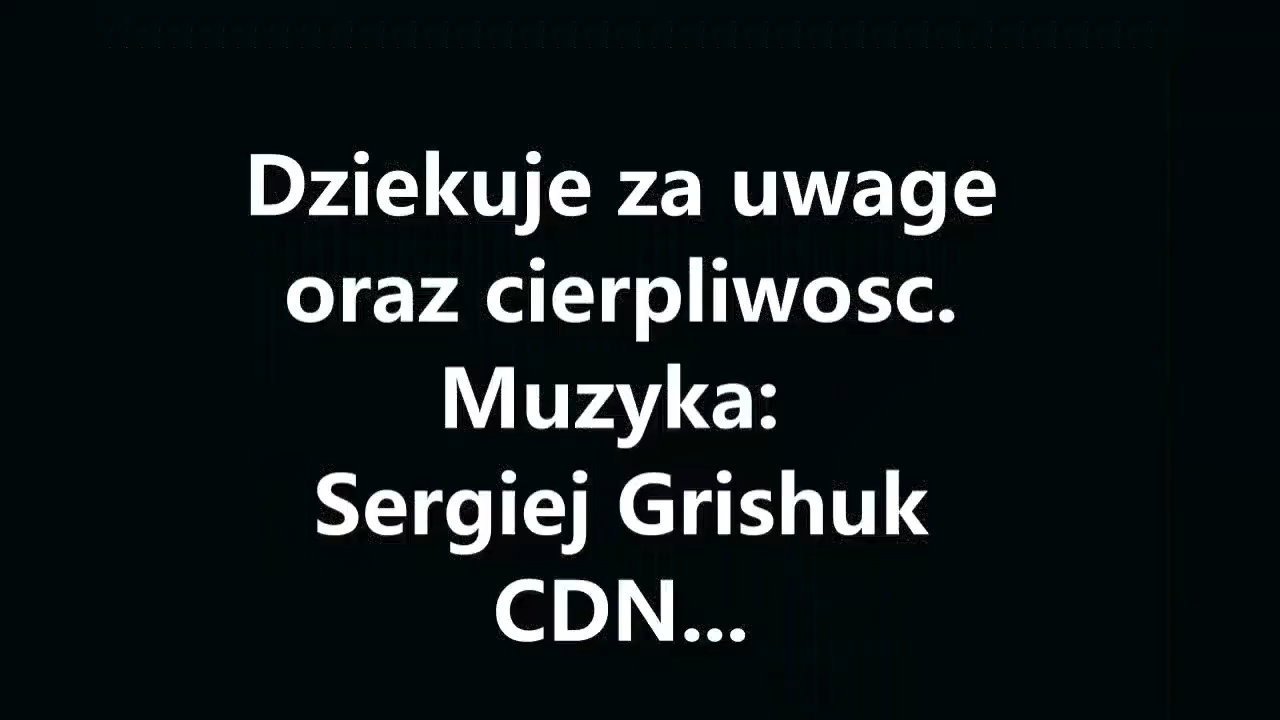 Dziekuje za uwage
oraz cierpliwosc.
Muzyka:
Sergiej Grishuk
CDN...